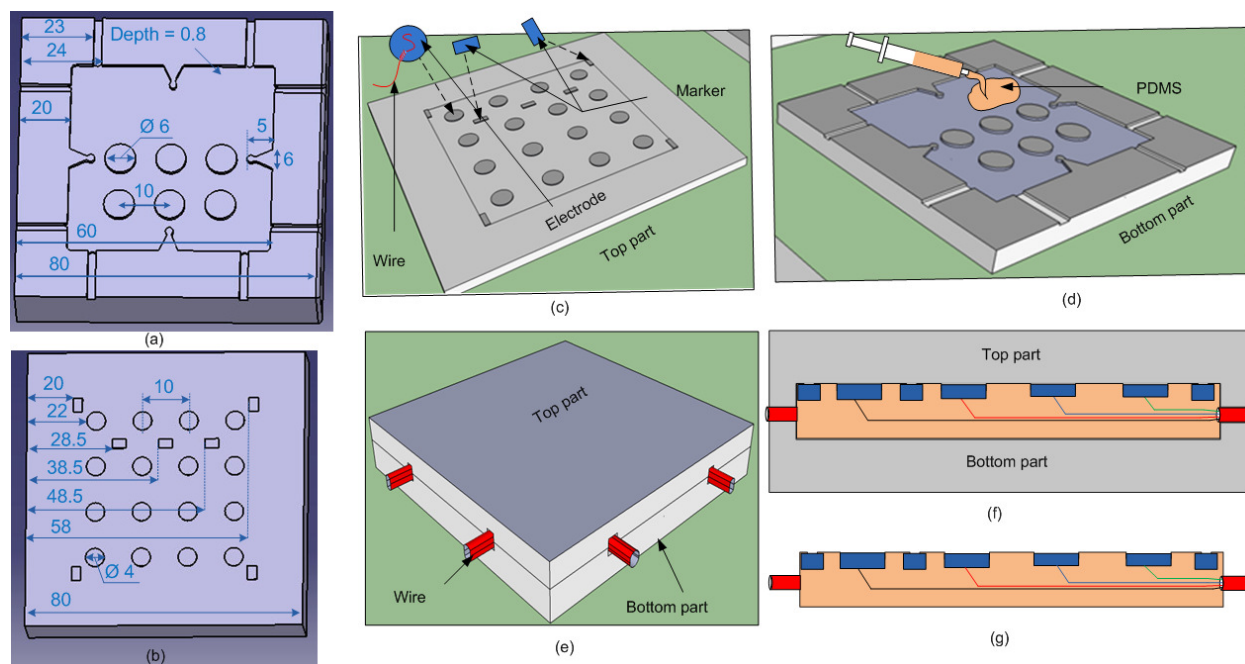 23
Depth = 0.8
24
20
Ø 6
5
6
10
60
80
(a)
20
10
22
28.5
38.5
48.5
58
Ø 4
80
(b)
Marker
Electrode
Wire
Top part
(c)
PDMS
Bottom part
(d)
Top part
Wire
Bottom part
(e)
Top part
Bottom part
(f)
(g)